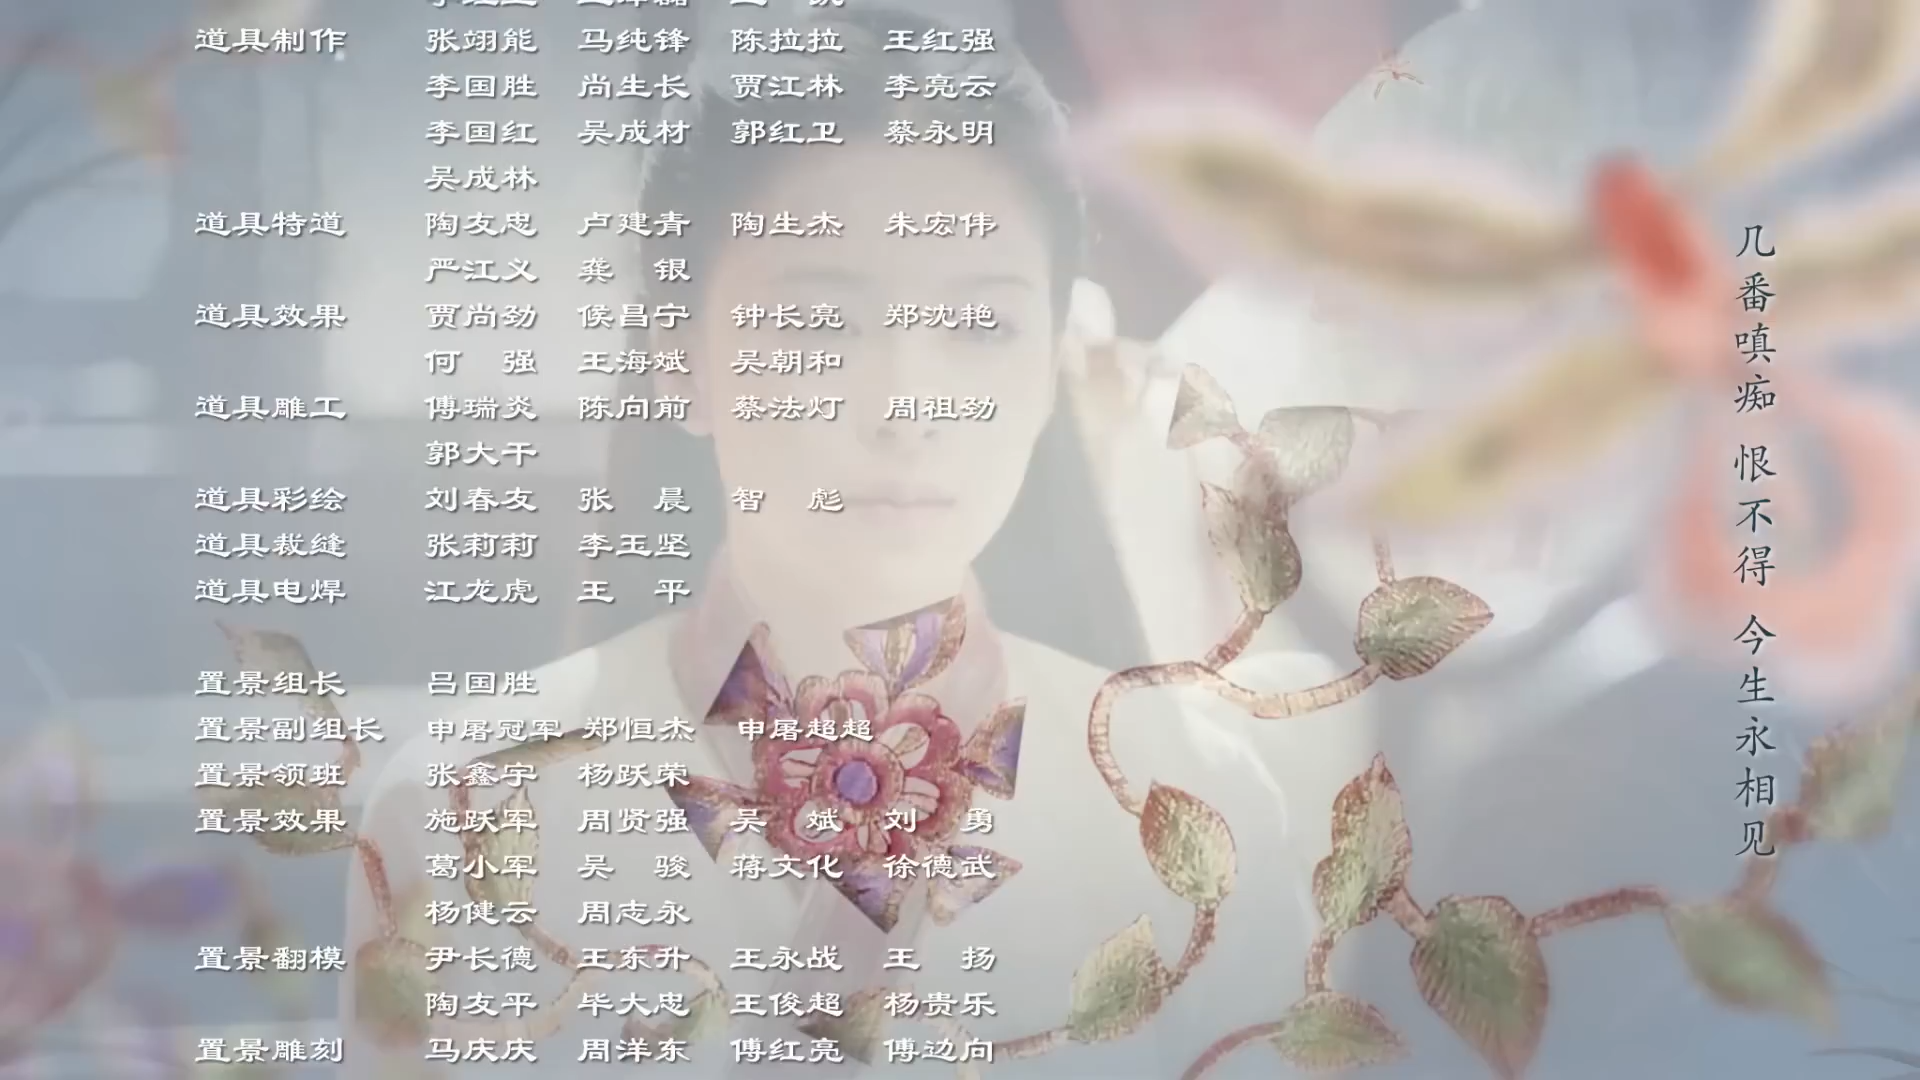 道具制作 张翊能 马纯锋 陈拉拉 王红强
李国胜 尚生长 贾江林 李亮云
李国红 吴成材 郭红卫 蔡永明
吴成林
道具特道 陶友忠 卢建青 陶生杰 朱宏伟
严江义 龚 银
道具效果 贾尚劲 候昌宁 钟长亮 郑沈艳
何 强 王海斌 吴朝和
道具雕工 傅瑞炎 陈向前 蔡法灯 周祖劲
郭大干
道具彩绘 刘春友 张 晨 智 彪
道具裁缝 张莉莉 李玉坚
道具电焊 江龙虎 王 平
置景组长 吕国胜
置景副组长 申屠冠军 郑恒杰 申屠超超
置景领班 张鑫宇 杨跃荣
置景效果 施跃军 周贤强 吴 斌 刘 勇
葛小军 吴 骏 蒋文化 徐德武
杨健云 周志永
置景翻模 尹长德 王东升 王永战 王 扬
陶友平 毕大忠 王俊超 杨贵乐
置景雕刻 马庆庆 周洋东 傅红亮 傅边向
几番嗔痴 恨不得 今生永相见